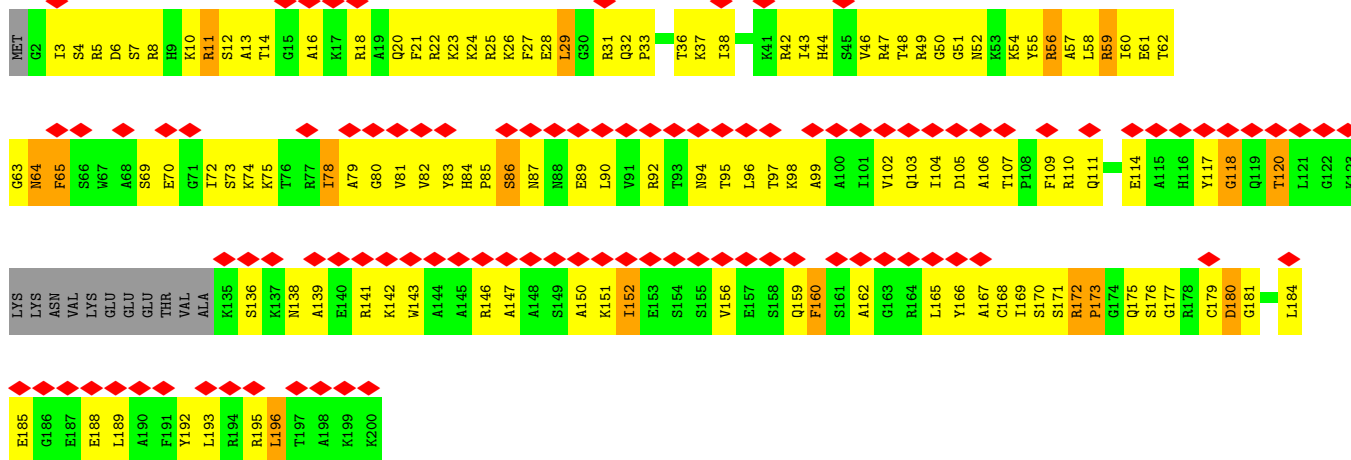 MET G2 I3 S4 R5 D6 S7 R8 H9 K10 R11 S12 A13 T14 G15 A16 K17 R18 A19 Q20 F21 R22 K23 K24 R25 K26 F27 E28 L29 G30 R31 Q32 P33 T36 K37 I38 K41 R42 I43 H44 S45 V46 R47 T48 R49 G50 G51 N52 K53 K54 Y55 R56 A57 L58 R59 I60 E61 T62
G63 N64 F65 S66 W67 A68 S69 E70 G71 I72 S73 K74 K75 T76 R77 I78 A79 G80 V81 V82 Y83 H84 P85 S86 N87 N88 E89 L90 V91 R92 T93 N94 T95 L96 T97 K98 A99 A100 I101 V102 Q103 I104 D105 A106 T107 P108 F109 R110 Q111 E114 A115 H116 Y117 G118 Q119 T120 L121 G122 K123
LYS LYS ASN VAL LYS GLU GLU GLU THR VAL ALA K135 S136 K137 N138 A139 E140 R141 K142 W143 A144 A145 R146 A147 A148 S149 A150 K151 I152 E153 S154 S155 V156 E157 S158 Q159 F160 S161 A162 G163 R164 L165 Y166 A167 C168 I169 S170 S171 R172 P173 G174 Q175 S176 G177 R178 C179 D180 G181 L184
E185 G186 E187 E188 L189 A190 F191 Y192 L193 R194 R195 L196 T197 A198 K199 K200